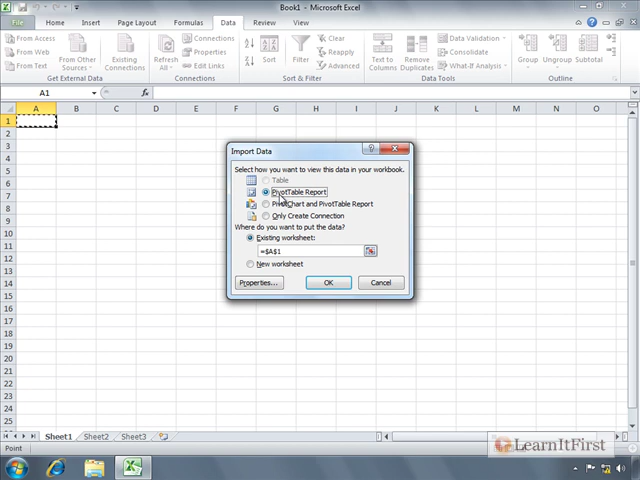 Book1 - Microsoft Excel
File Home Insert Page Layout Formulas Data Review View
From Access
From Web
From Text
From Other Sources
Existing Connections
Get External Data
Refresh All
Connections
Properties
Edit Links
Connections
Sort
Filter
Clear
Reapply
Advanced
Sort & Filter
Text to Columns
Remove Duplicates
Data Validation
Consolidate
What-If Analysis
Data Tools
Group
Ungroup
Subtotal
Outline
A1
fx
A B C D E F G H I J K L M N O
1
2
3
4
5
6
7
8
9
10
11
12
13
14
15
16
17
18
19
20
21
22
23
24
25
Import Data
Select how you want to view this data in your workbook.
Table
PivotTable Report
PivotChart and PivotTable Report
Only Create Connection
Where do you want to put the data?
Existing worksheet:
=$A$1
New worksheet
Properties...
OK
Cancel
Sheet1 Sheet2 Sheet3
Point
LearnItFirst